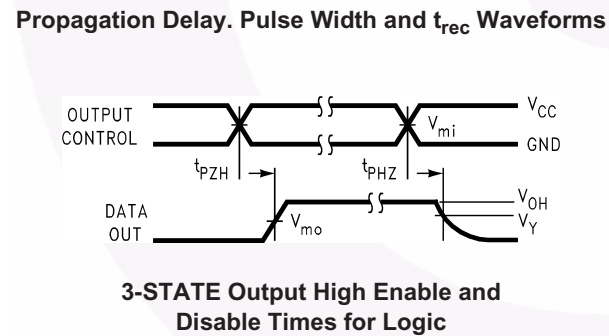 Propagation Delay. Pulse Width and trec Waveforms
OUTPUT
CONTROL
VCC
Vmi
GND
tPZH
tPHZ
DATA
OUT
Vmo
VOH
VY
3-STATE Output High Enable and
Disable Times for Logic